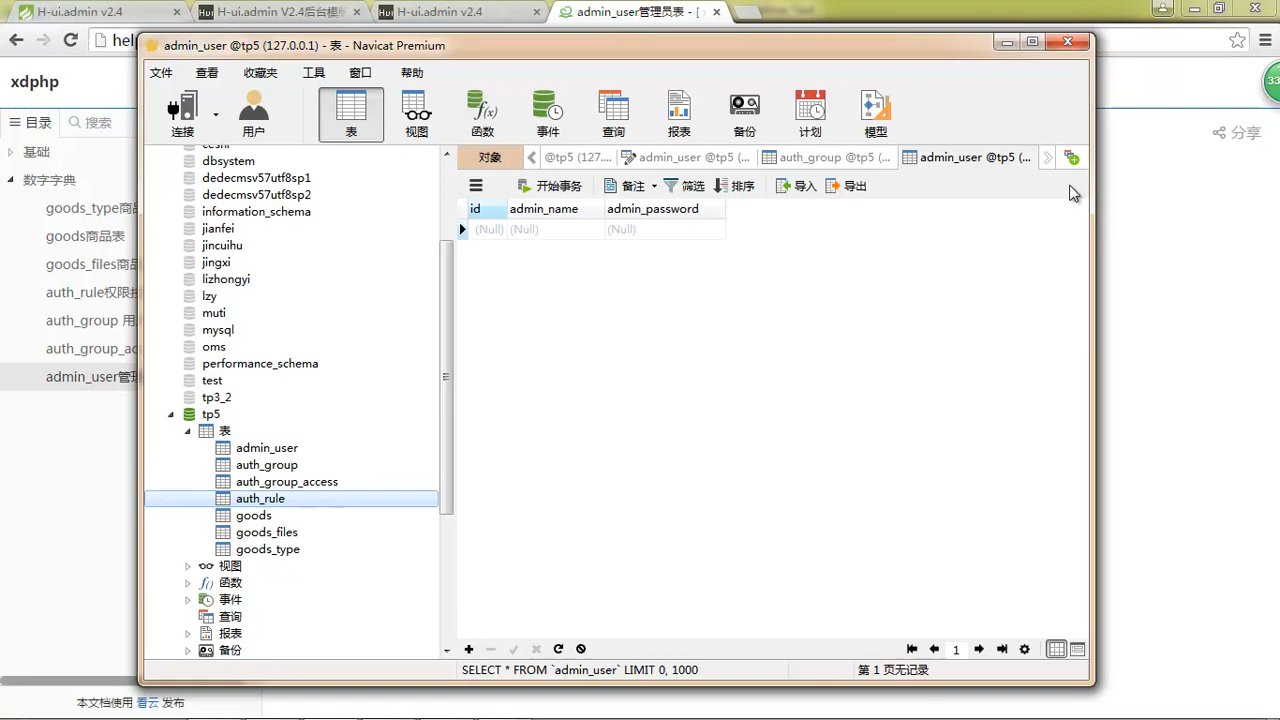 H-ui.admin v2.4
H-ui.admin V2.4后台模版
H-ui.admin v2.4
admin_user管理员表 - [
hel
33
xdphp
目录
搜索
分享
基础
数字字典
goods_type商品
goods商品表
goods_files商品
auth_rule权限
auth_group 用
auth_group_ac
admin_user管理
本文档使用 看云 发布
admin_user @tp5 (127.0.0.1) - 表 - Navicat Premium
文件 查看 收藏夹 工具 窗口 帮助
连接 用户 表 视图 函数 事件 查询 报表 备份 计划 模型
对象 @tp5 (127.... admin_user @tp5 (... auth_group @tp5 (... admin_user @tp5 (...
开始事务 备注 筛选 排序 导入 导出
id admin_name admin_password
(Null) (Null) (Null)
ceshi
dbsystem
dedecmsv57utf8sp1
dedecmsv57utf8sp2
information_schema
jianfei
jincuihu
jingxi
lizhongyi
lzy
muti
mysql
oms
performance_schema
test
tp3_2
tp5
表
admin_user
auth_group
auth_group_access
auth_rule
goods
goods_files
goods_type
视图
函数
事件
查询
报表
备份
1
SELECT * FROM `admin_user` LIMIT 0, 1000
第 1 页无记录